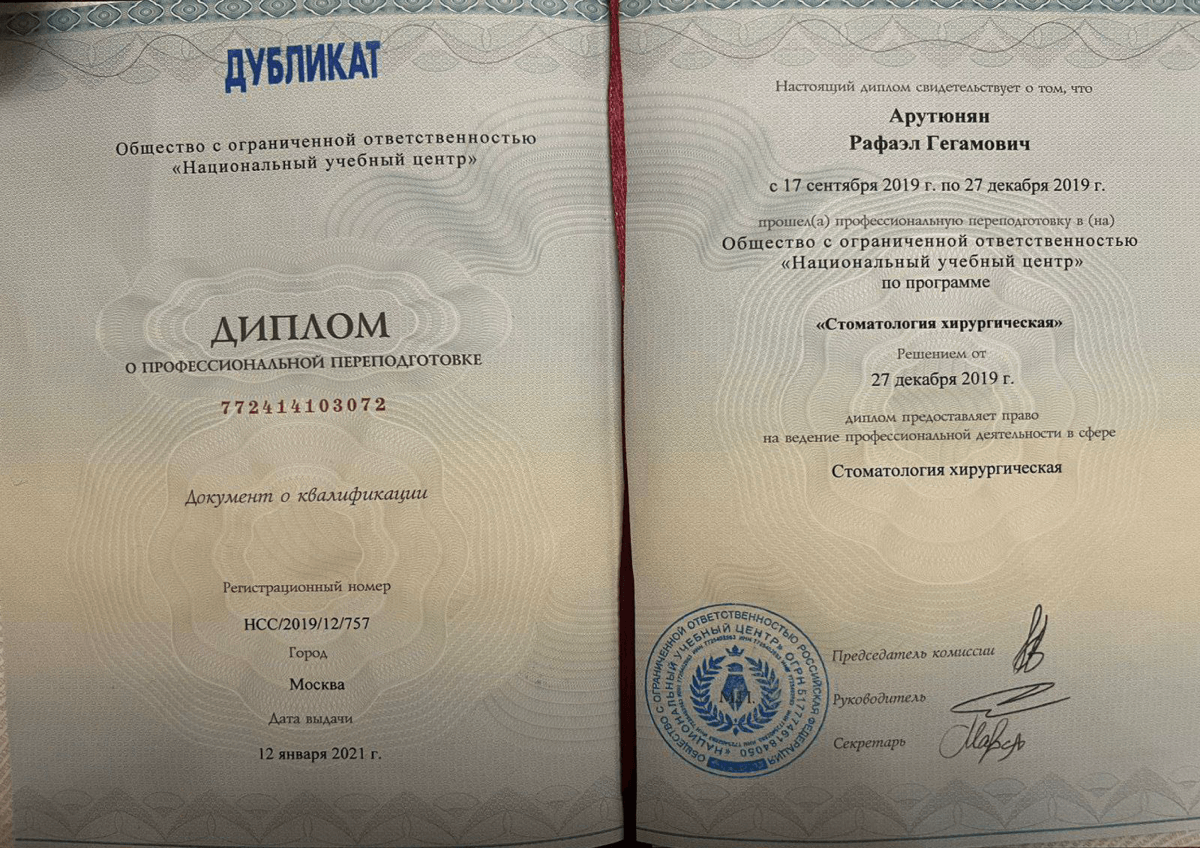 ДУБЛИКАТ
Общество с ограниченной ответственностью
«Национальный учебный центр»
ДИПЛОМ
О ПРОФЕССИОНАЛЬНОЙ ПЕРЕПОДГОТОВКЕ
772414103072
Документ о квалификации
Регистрационный номер
НСС/2019/12/757
Город
Москва
Дата выдачи
12 января 2021 г.
Настоящий диплом свидетельствует о том, что
Арутюнян
Рафаэл Гегамович
с 17 сентября 2019 г. по 27 декабря 2019 г.
прошел(а) профессиональную переподготовку в (на)
Общество с ограниченной ответственностью
«Национальный учебный центр»
по программе
«Стоматология хирургическая»
Решением от
27 декабря 2019 г.
диплом предоставляет право
на ведение профессиональной деятельности в сфере
Стоматология хирургическая
Председатель комиссии
Руководитель
Секретарь
М.П.
ОБЩЕСТВО С ОГРАНИЧЕННОЙ ОТВЕТСТВЕННОСТЬЮ РОССИЙСКАЯ ФЕДЕРАЦИЯ
«НАЦИОНАЛЬНЫЙ УЧЕБНЫЙ ЦЕНТР» ОГРН 5177746184050